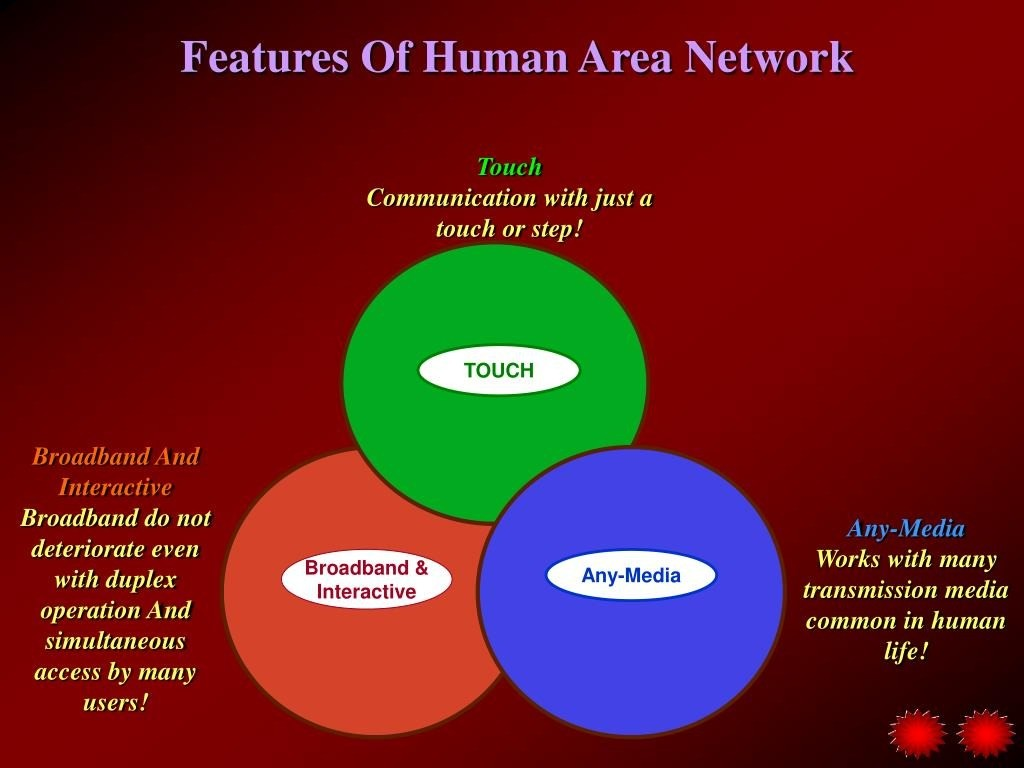 Features Of Human Area Network
Touch
Communication with just a
touch or step!
TOUCH
Broadband And
Interactive
Broadband do not
deteriorate even
with duplex
operation And
simultaneous
access by many
users!
Broadband &
Interactive
Any-Media
Any-Media
Works with many
transmission media
common in human
life!